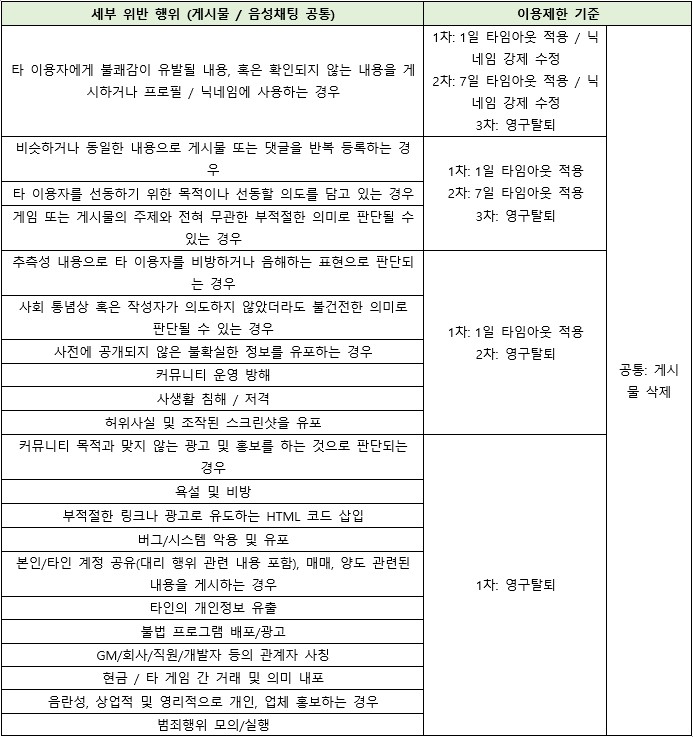 세부 위반 행위 (게시물 / 음성채팅 공통)
이용제한 기준
타 이용자에게 불쾌감이 유발될 내용, 혹은 확인되지 않는 내용을 게
시하거나 프로필 / 닉네임에 사용하는 경우
1차: 1일 타임아웃 적용 / 닉
네임 강제 수정
2차: 7일 타임아웃 적용 / 닉
네임 강제 수정
3차: 영구탈퇴
비슷하거나 동일한 내용으로 게시물 또는 댓글을 반복 등록하는 경
우
타 이용자를 선동하기 위한 목적이나 선동할 의도를 담고 있는 경우
게임 또는 게시물의 주제와 전혀 무관한 부적절한 의미로 판단될 수
있는 경우
1차: 1일 타임아웃 적용
2차: 7일 타임아웃 적용
3차: 영구탈퇴
추측성 내용으로 타 이용자를 비방하거나 음해하는 표현으로 판단되
는 경우
사회 통념상 혹은 작성자가 의도하지 않았더라도 불건전한 의미로
판단될 수 있는 경우
사전에 공개되지 않은 불확실한 정보를 유포하는 경우
커뮤니티 운영 방해
사생활 침해 / 저격
허위사실 및 조작된 스크린샷을 유포
1차: 1일 타임아웃 적용
2차: 영구탈퇴
공통: 게시
물 삭제
커뮤니티 목적과 맞지 않는 광고 및 홍보를 하는 것으로 판단되는
경우
욕설 및 비방
부적절한 링크나 광고로 유도하는 HTML 코드 삽입
버그/시스템 악용 및 유포
본인/타인 계정 공유(대리 행위 관련 내용 포함), 매매, 양도 관련된
내용을 게시하는 경우
타인의 개인정보 유출
불법 프로그램 배포/광고
GM/회사/직원/개발자 등의 관계자 사칭
현금 / 타 게임 간 거래 및 의미 내포
음란성, 상업적 및 영리적으로 개인, 업체 홍보하는 경우
범죄행위 모의/실행
1차: 영구탈퇴